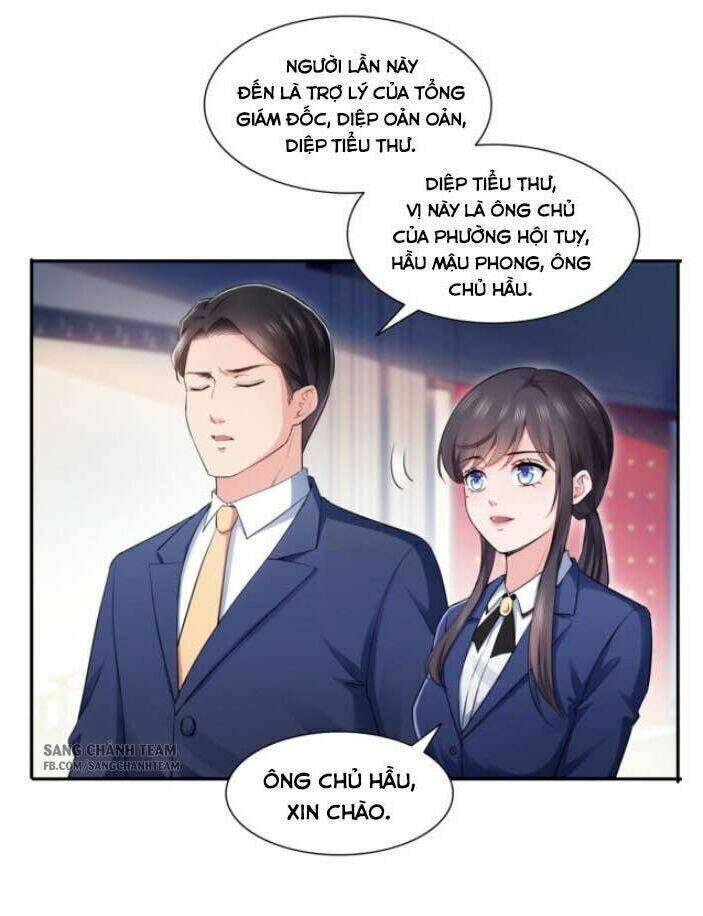 NGƯỜI LẦN NÀY
ĐẾN LÀ TRỢ LÝ CỦA TỔNG
GIÁM ĐỐC, DIỆP OẢN OẢN,
DIỆP TIỂU THƯ.
DIỆP TIỂU THƯ,
VỊ NÀY LÀ ÔNG CHỦ
CỦA PHƯỜNG HỘI TUỴ,
HẦU MẬU PHONG, ÔNG
CHỦ HẦU.
SANG CHẢNH TEAM
FB.COM/SANGCHANHTEAM
ÔNG CHỦ HẦU,
XIN CHÀO.